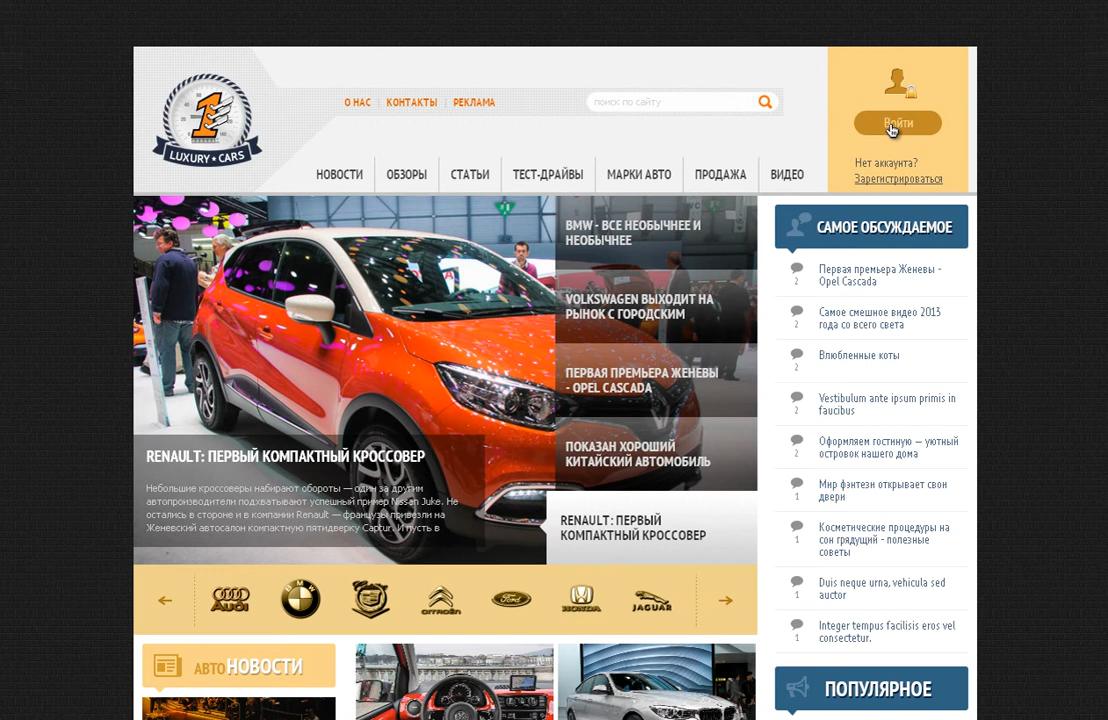 1
LUXURY CARS
О НАС
КОНТАКТЫ
РЕКЛАМА
поиск по сайту
Войти
Нет аккаунта?
Зарегистрироваться
НОВОСТИ
ОБЗОРЫ
СТАТЬИ
ТЕСТ-ДРАЙВЫ
МАРКИ АВТО
ПРОДАЖА
ВИДЕО
BMW - ВСЕ НЕОБЫЧНЕЕ И
НЕОБЫЧНЕЕ
VOLKSWAGEN ВЫХОДИТ НА
РЫНОК С ГОРОДСКИМ
ПЕРВАЯ ПРЕМЬЕРА ЖЕНЕВЫ
- OPEL CASCADA
ПОКАЗАН ХОРОШИЙ
КИТАЙСКИЙ АВТОМОБИЛЬ
RENAULT: ПЕРВЫЙ
КОМПАКТНЫЙ КРОССОВЕР
RENAULT: ПЕРВЫЙ КОМПАКТНЫЙ КРОССОВЕР
Небольшие кроссоверы набирают обороты — один за другим
автопроизводители подхватывают успешный пример Nissan Juke. Не
остались в стороне и в компании Renault — французы привезли на
Женевский автосалон компактную пятидверку Captur. И пусть в
Audi
BMW
CITROËN
Ford
HONDA
JAGUAR
АВТОНОВОСТИ
САМОЕ ОБСУЖДАЕМОЕ
Первая премьера Женевы -
Opel Cascada
2
Самое смешное видео 2013
года со всего света
2
Влюбленные коты
2
Vestibulum ante ipsum primis in
faucibus
2
Оформляем гостиную — уютный
островок нашего дома
2
Мир фэнтези открывает свои
двери
1
Косметические процедуры на
сон грядущий - полезные
советы
1
Duis neque urna, vehicula sed
auctor
1
Integer tempus facilisis eros vel
consectetur.
1
ПОПУЛЯРНОЕ